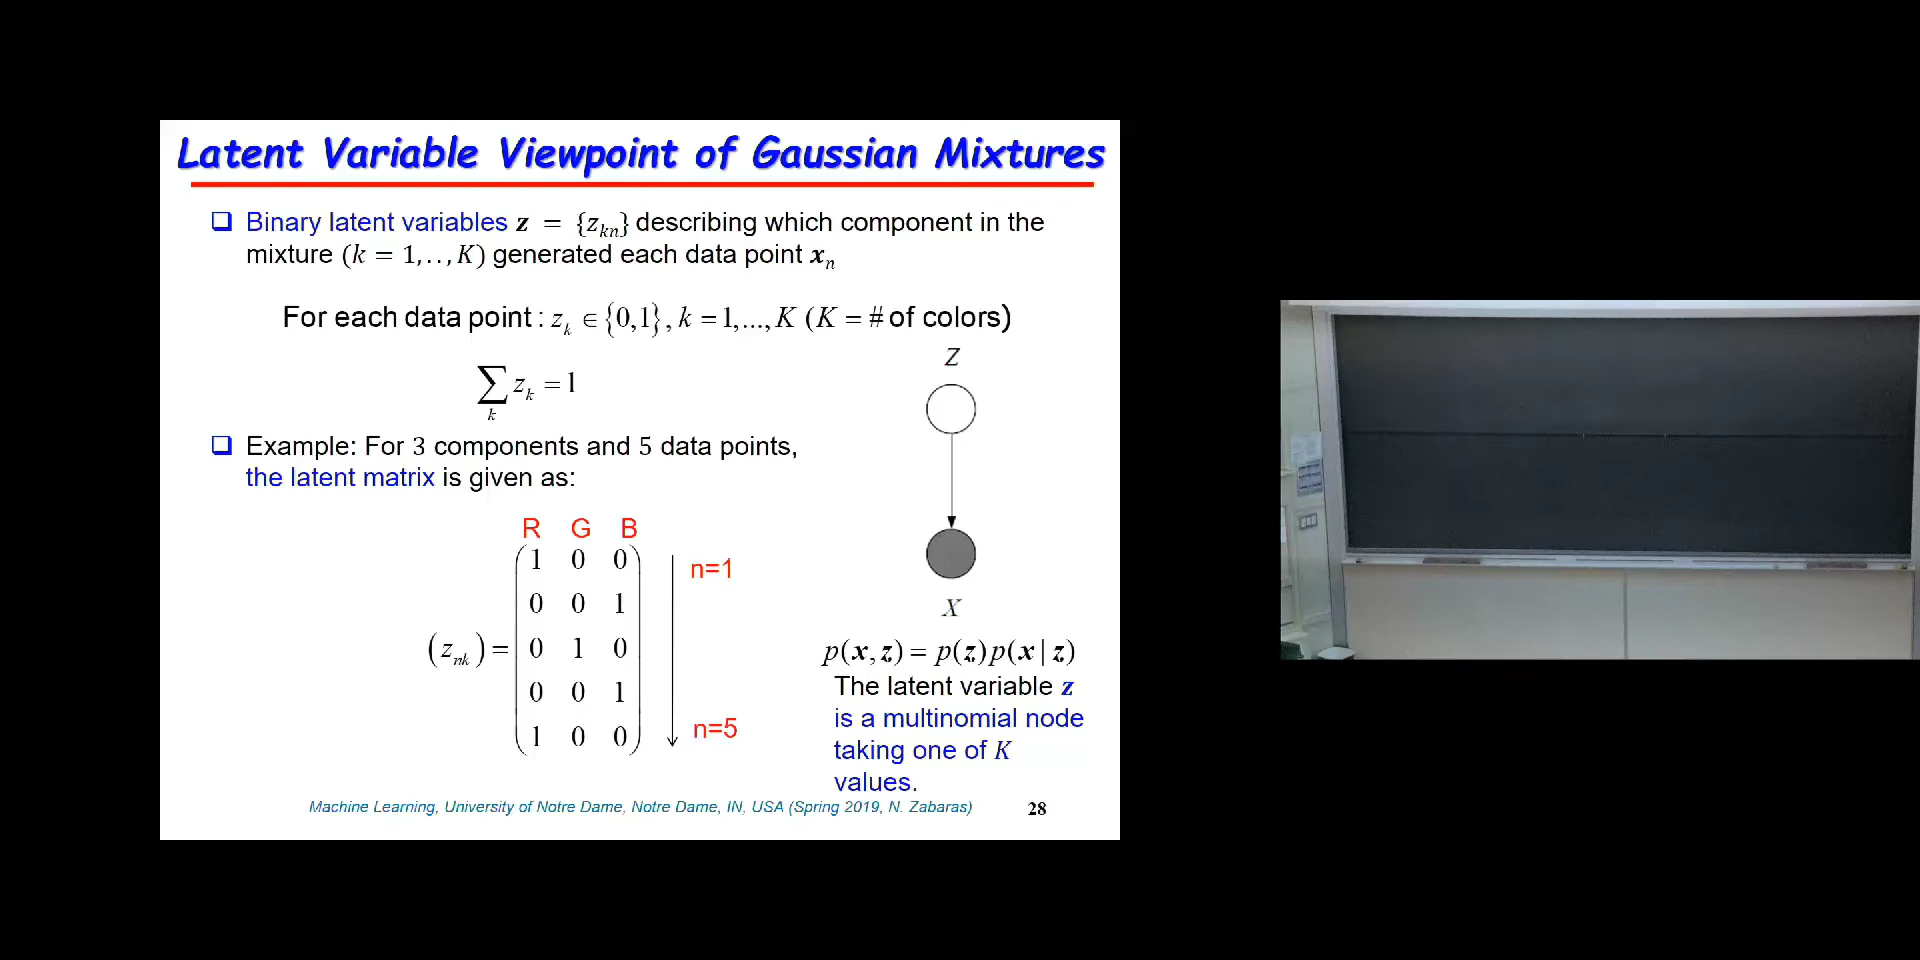 Latent Variable Viewpoint of Gaussian Mixtures
❑ Binary latent variables z = {z_kn} describing which component in the
mixture (k = 1,..,K) generated each data point x_n
For each data point : z_k ∈ {0,1}, k = 1,..., K (K = # of colors)
∑_k z_k = 1
❑ Example: For 3 components and 5 data points,
the latent matrix is given as:
R G B
1 0 0
0 0 1
(z_nk) = 0 1 0
0 0 1
1 0 0
n=1
n=5
Z
X
p(x, z) = p(z)p(x | z)
The latent variable z
is a multinomial node
taking one of K
values.
Machine Learning, University of Notre Dame, Notre Dame, IN, USA (Spring 2019, N. Zabaras)
28